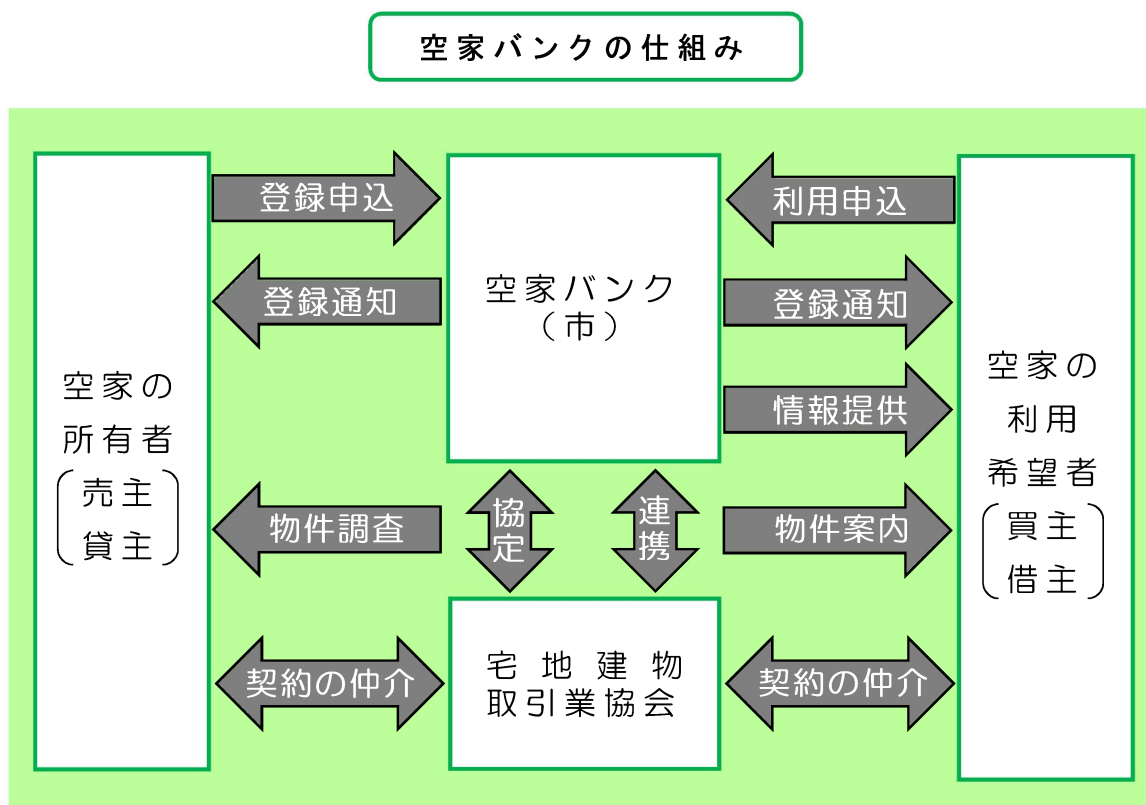 空家バンクの仕組み
登録申込
利用申込
空家バンク
（市）
登録通知
登録通知
情報提供
空家の
所有者
売主
貸主
空家の
利用
希望者
買主
借主
物件調査
協定
連携
物件案内
契約の仲介
宅地建物
取引業協会
契約の仲介